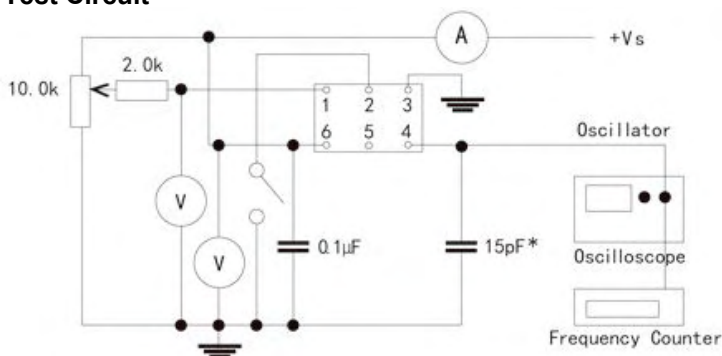 Test Circuit
A
+Vs
2.0k
10.0k
1 2 3
6 5 4
Oscillator
V
V
0.1μF
15pF*
Oscilloscope
Frequency Counter